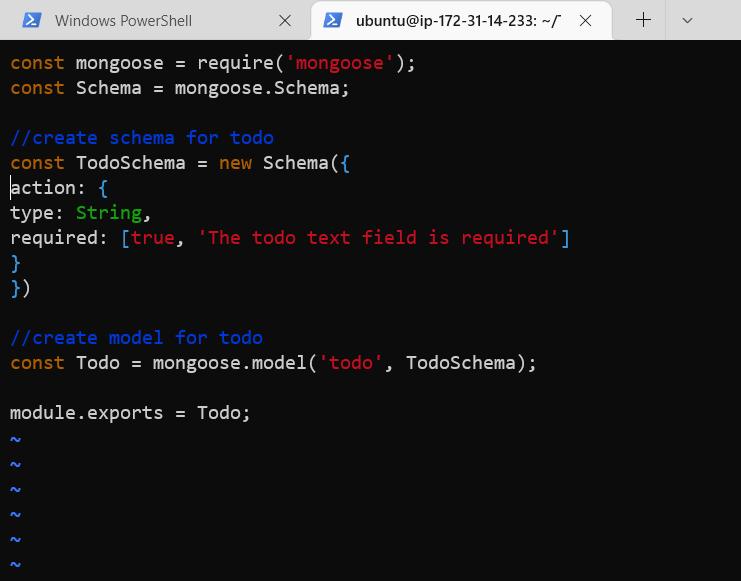 Windows PowerShell
ubuntu@ip-172-31-14-233: ~/
const mongoose = require('mongoose');
const Schema = mongoose.Schema;
//create schema for todo
const TodoSchema = new Schema({
action: {
type: String,
required: [true, 'The todo text field is required']
}
})
//create model for todo
const Todo = mongoose.model('todo', TodoSchema);
module.exports = Todo;
~
~
~
~
~
~